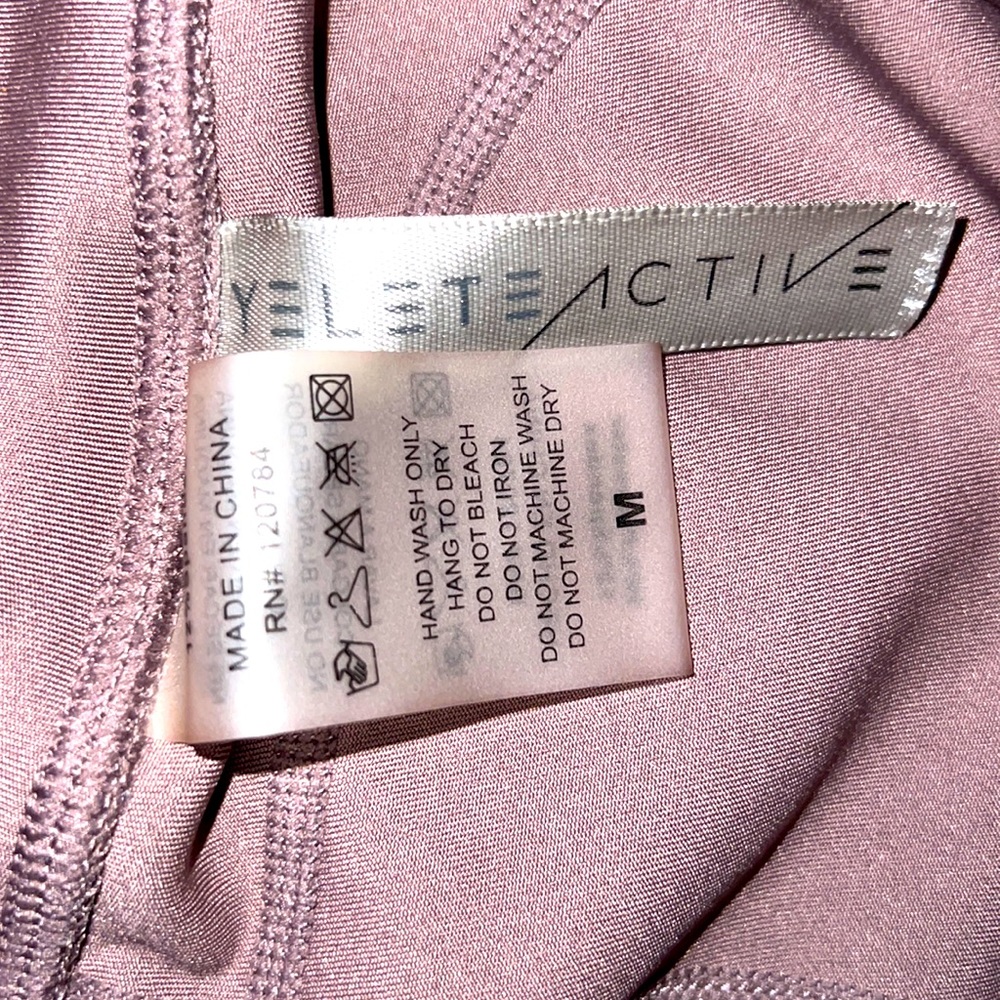 YELETE ACTIVE
MADE IN CHINA
RN# 120784
HAND WASH ONLY
HANG TO DRY
DO NOT BLEACH
DO NOT IRON
DO NOT MACHINE WASH
DO NOT MACHINE DRY
M